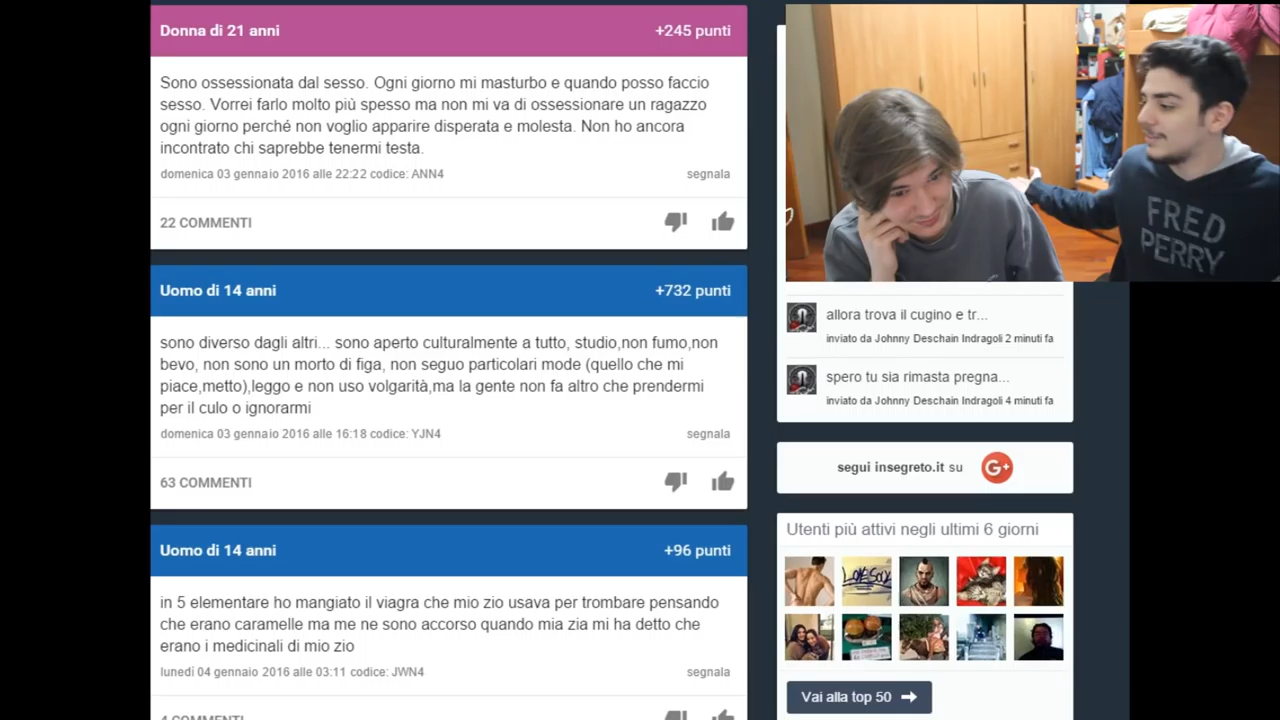 Donna di 21 anni
+245 punti
Sono ossessionata dal sesso. Ogni giorno mi masturbo e quando posso faccio
sesso. Vorrei farlo molto più spesso ma non mi va di ossessionare un ragazzo
ogni giorno perché non voglio apparire disperata e molesta. Non ho ancora
incontrato chi saprebbe tenermi testa.
domenica 03 gennaio 2016 alle 22:22 codice: ANN4
segnala
22 COMMENTI
Uomo di 14 anni
+732 punti
sono diverso dagli altri... sono aperto culturalmente a tutto, studio,non fumo,non
bevo, non sono un morto di figa, non seguo particolari mode (quello che mi
piace,metto),leggo e non uso volgarità,ma la gente non fa altro che prendermi
per il culo o ignorarmi
domenica 03 gennaio 2016 alle 16:18 codice: YJN4
segnala
63 COMMENTI
Uomo di 14 anni
+96 punti
in 5 elementare ho mangiato il viagra che mio zio usava per trombare pensando
che erano caramelle ma me ne sono accorso quando mia zia mi ha detto che
erano i medicinali di mio zio
lunedì 04 gennaio 2016 alle 03:11 codice: JWN4
segnala
4 COMMENTI
FRED
PERRY
allora trova il cugino e tr...
inviato da Johnny Deschain Indragoli 2 minuti fa
spero tu sia rimasta pregna...
inviato da Johnny Deschain Indragoli 4 minuti fa
segui insegreto.it su
G+
Utenti più attivi negli ultimi 6 giorni
Vai alla top 50